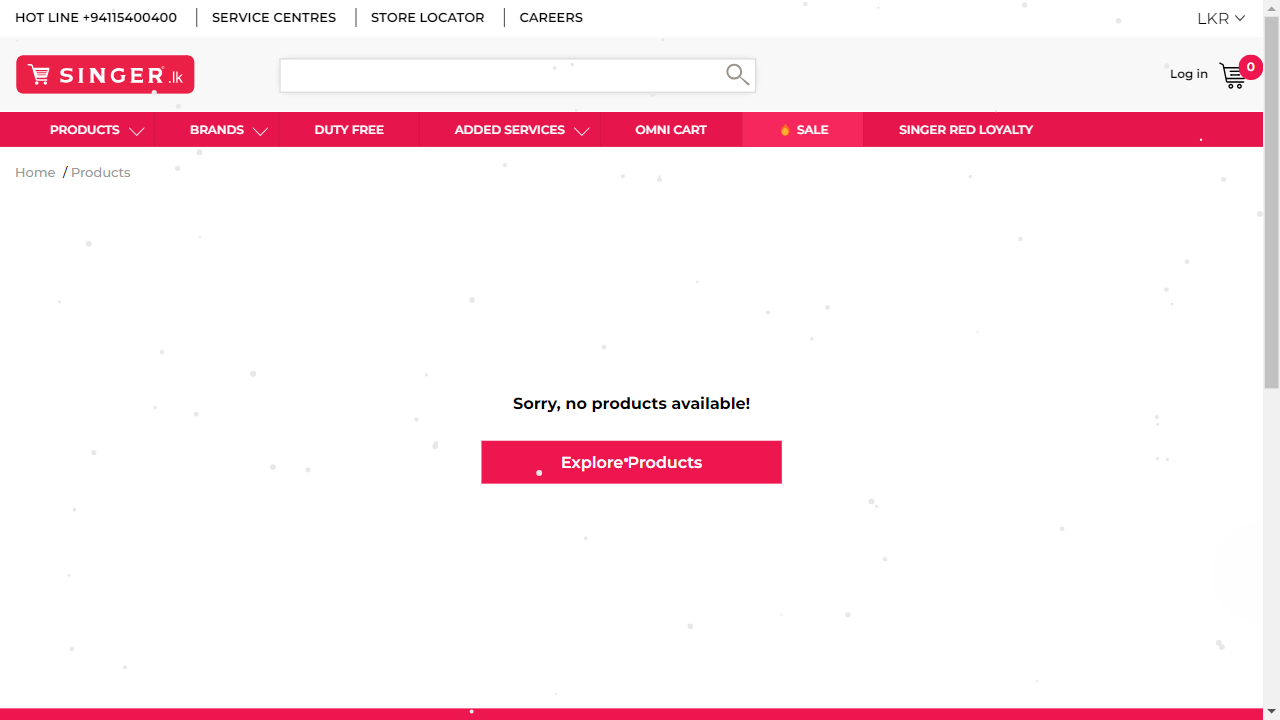 HOT LINE +94115400400
SERVICE CENTRES
STORE LOCATOR
CAREERS
LKR
SINGER.lk
Log in
0
PRODUCTS
BRANDS
DUTY FREE
ADDED SERVICES
OMNI CART
SALE
SINGER RED LOYALTY
Home / Products
Sorry, no products available!
Explore Products